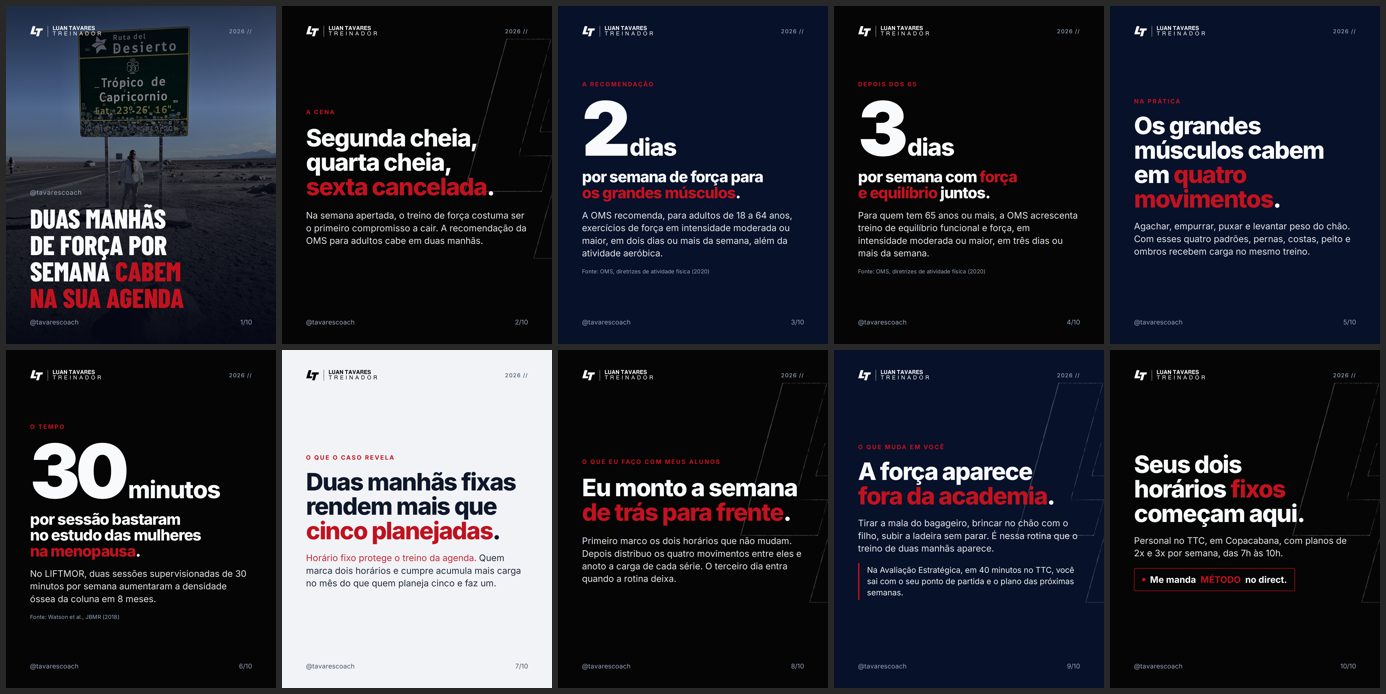 LT LUAN TAVARES
TREINADOR
2026 //
Ruta del
Desierto
23
Trópico de
Capricornio
Lat. -23°-26' 16"-
@tavarescoach
DUAS MANHÃS
DE FORÇA POR
SEMANA CABEM
NA SUA AGENDA
@tavarescoach
1/10
LT LUAN TAVARES
TREINADOR
2026 //
A CENA
Segunda cheia,
quarta cheia,
sexta cancelada.
Na semana apertada, o treino de força costuma ser
o primeiro compromisso a cair. A recomendação da
OMS para adultos cabe em duas manhãs.
@tavarescoach
2/10
LT LUAN TAVARES
TREINADOR
2026 //
A RECOMENDAÇÃO
2 dias
por semana de força para
os grandes músculos.
A OMS recomenda, para adultos de 18 a 64 anos,
exercícios de força em intensidade moderada ou
maior, em dois dias ou mais da semana, além da
atividade aeróbica.
Fonte: OMS, diretrizes de atividade física (2020)
@tavarescoach
3/10
LT LUAN TAVARES
TREINADOR
2026 //
DEPOIS DOS 65
3 dias
por semana com força
e equilíbrio juntos.
Para quem tem 65 anos ou mais, a OMS acrescenta
treino de equilíbrio funcional e força, em
intensidade moderada ou maior, em três dias ou
mais da semana.
Fonte: OMS, diretrizes de atividade física (2020)
@tavarescoach
4/10
LT LUAN TAVARES
TREINADOR
2026 //
NA PRÁTICA
Os grandes
músculos cabem
em quatro
movimentos.
Agachar, empurrar, puxar e levantar peso do chão.
Com esses quatro padrões, pernas, costas, peito e
ombros recebem carga no mesmo treino.
@tavarescoach
5/10
LT LUAN TAVARES
TREINADOR
2026 //
O TEMPO
30 minutos
por sessão bastaram
no estudo das mulheres
na menopausa.
No LIFTMOR, duas sessões supervisionadas de 30
minutos por semana aumentaram a densidade
óssea da coluna em 8 meses.
Fonte: Watson et al., JBMR (2018)
@tavarescoach
6/10
LT LUAN TAVARES
TREINADOR
2026 //
O QUE O CASO REVELA
Duas manhãs fixas
rendem mais que
cinco planejadas.
Horário fixo protege o treino da agenda. Quem
marca dois horários e cumpre acumula mais carga
no mês do que quem planeja cinco e faz um.
@tavarescoach
7/10
LT LUAN TAVARES
TREINADOR
2026 //
O QUE EU FAÇO COM MEUS ALUNOS
Eu monto a semana
de trás para frente.
Primeiro marco os dois horários que não mudam.
Depois distribuo os quatro movimentos entre eles e
anoto a carga de cada série. O terceiro dia entra
quando a rotina deixa.
@tavarescoach
8/10
LT LUAN TAVARES
TREINADOR
2026 //
O QUE MUDA EM VOCÊ
A força aparece
fora da academia.
Tirar a mala do bagageiro, brincar no chão com o
filho, subir a ladeira sem parar. É nessa rotina que o
treino de duas manhãs aparece.
Na Avaliação Estratégica, em 40 minutos no TTC, você
sai com o seu ponto de partida e o plano das próximas
semanas.
@tavarescoach
9/10
LT LUAN TAVARES
TREINADOR
2026 //
Seus dois
horários fixos
começam aqui.
Personal no TTC, em Copacabana, com planos de
2x e 3x por semana, das 7h às 10h.
Me manda MÉTODO no direct.
@tavarescoach
10/10